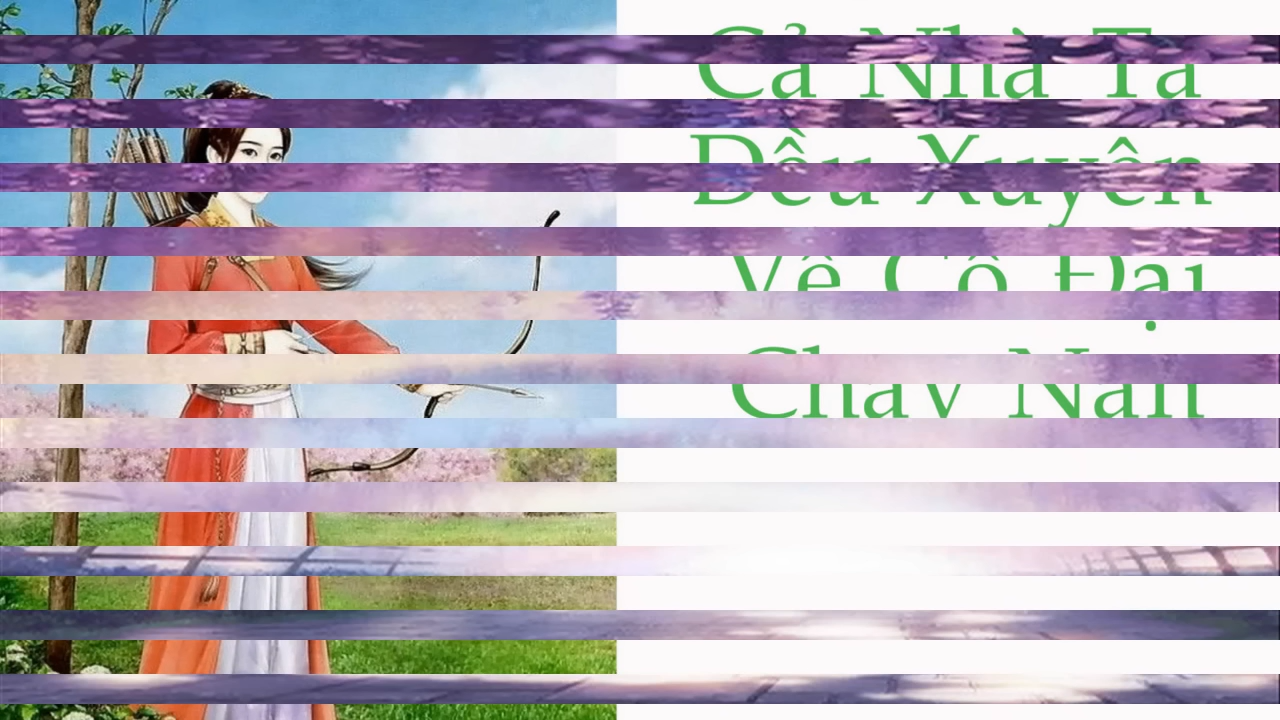 Cả Nhà Ta
Đều Xuyên
Về Cổ Đại
Chạy Nạn